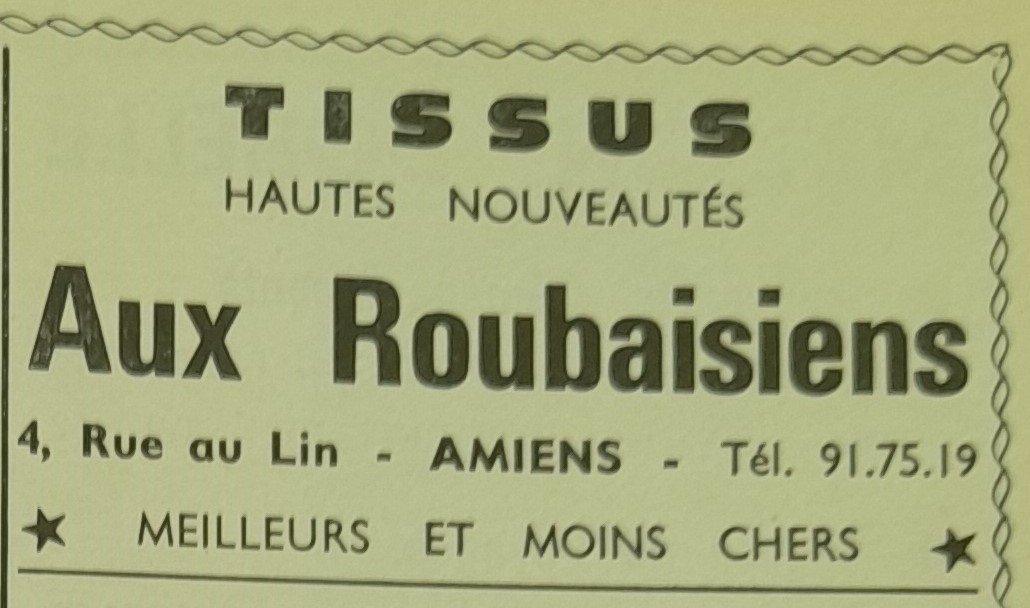 TISSUS
HAUTES NOUVEAUTÉS
Aux Roubaisiens
4, Rue au Lin - AMIENS - Tél. 91.75.19
★ MEILLEURS ET MOINS CHERS ★